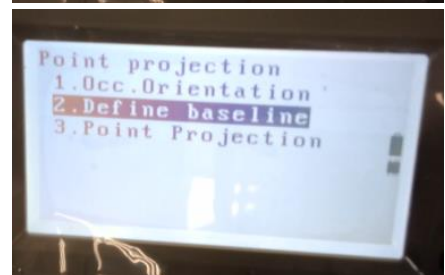 Point projection
1.Occ.Orientation
2.Define baseline
3.Point Projection